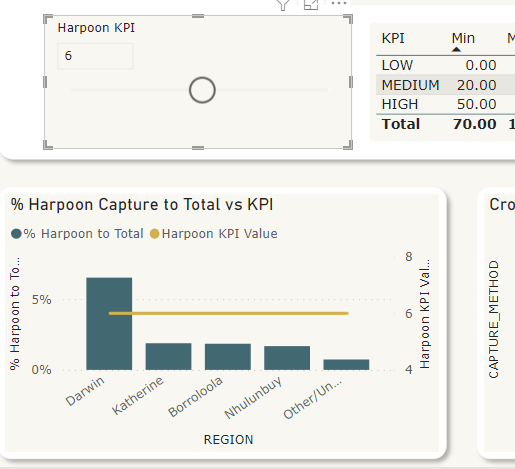 Harpoon KPI
6
KPI Min M
LOW 0.00
MEDIUM 20.00
HIGH 50.00
Total 70.00 1
% Harpoon Capture to Total vs KPI
% Harpoon to Total Harpoon KPI Value
% Harpoon to To...
5%
0%
8
6
4
Harpoon KPI Val...
Darwin
Katherine
Borroloola
Nhulunbuy
Other/Un...
REGION
Cro
CAPTURE_METHOD